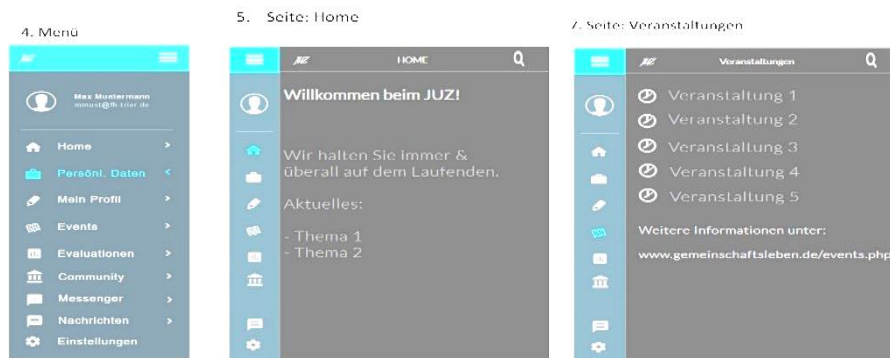 4. Menü
JUZ
Max Mustermann
mmust@fh-trier.de
Home >
Persönl. Daten <
Mein Profil >
Events >
Evaluationen >
Community >
Messenger >
Nachrichten >
Einstellungen
5. Seite: Home
JUZ HOME
Willkommen beim JUZ!
Wir halten Sie immer &
überall auf dem Laufenden.
Aktuelles:
- Thema 1
- Thema 2
7. Seite: Veranstaltungen
JUZ Veranstaltungen
Veranstaltung 1
Veranstaltung 2
Veranstaltung 3
Veranstaltung 4
Veranstaltung 5
Weitere Informationen unter:
www.gemeinschaftsleben.de/events.php